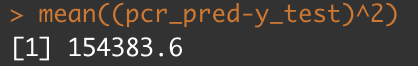 > mean((pcr_pred-y_test)^2)
[1] 154383.6